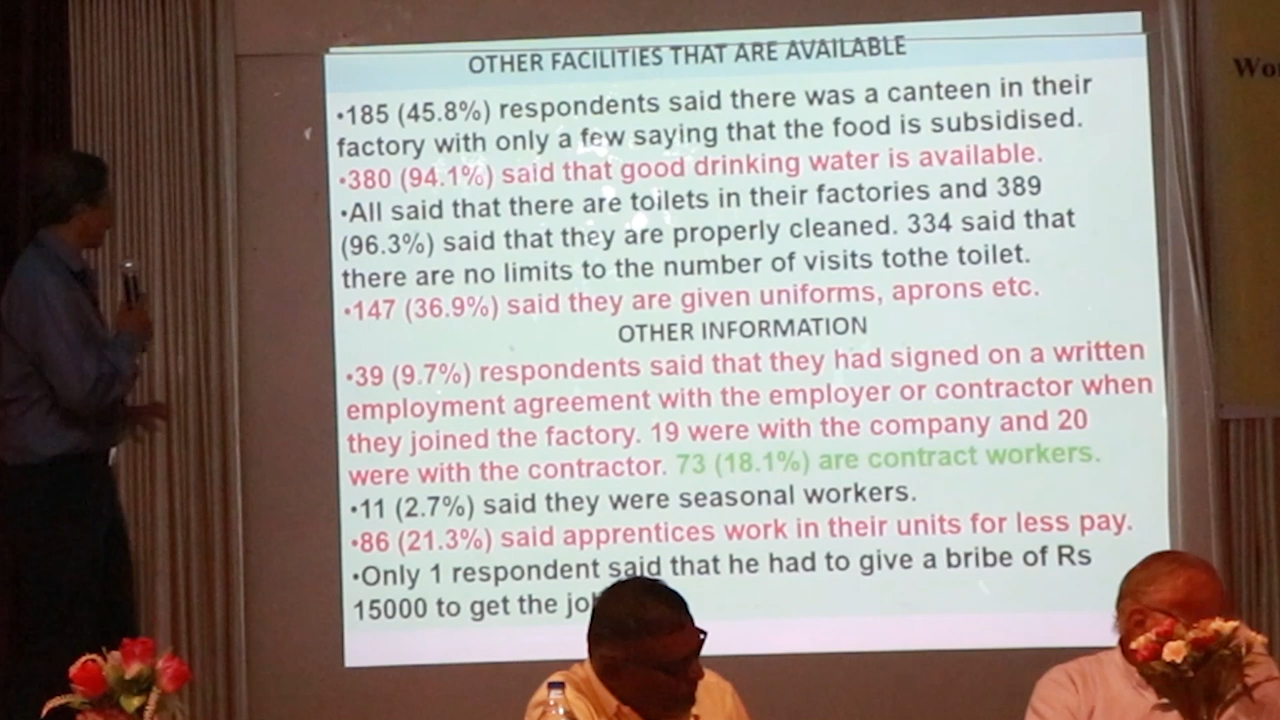 OTHER FACILITIES THAT ARE AVAILABLE
•185 (45.8%) respondents said there was a canteen in their
factory with only a few saying that the food is subsidised.
•380 (94.1%) said that good drinking water is available.
•All said that there are toilets in their factories and 389
(96.3%) said that they are properly cleaned. 334 said that
there are no limits to the number of visits tothe toilet.
•147 (36.9%) said they are given uniforms, aprons etc.
OTHER INFORMATION
•39 (9.7%) respondents said that they had signed on a written
employment agreement with the employer or contractor when
they joined the factory. 19 were with the company and 20
were with the contractor. 73 (18.1%) are contract workers.
•11 (2.7%) said they were seasonal workers.
•86 (21.3%) said apprentices work in their units for less pay.
•Only 1 respondent said that he had to give a bribe of Rs
15000 to get the